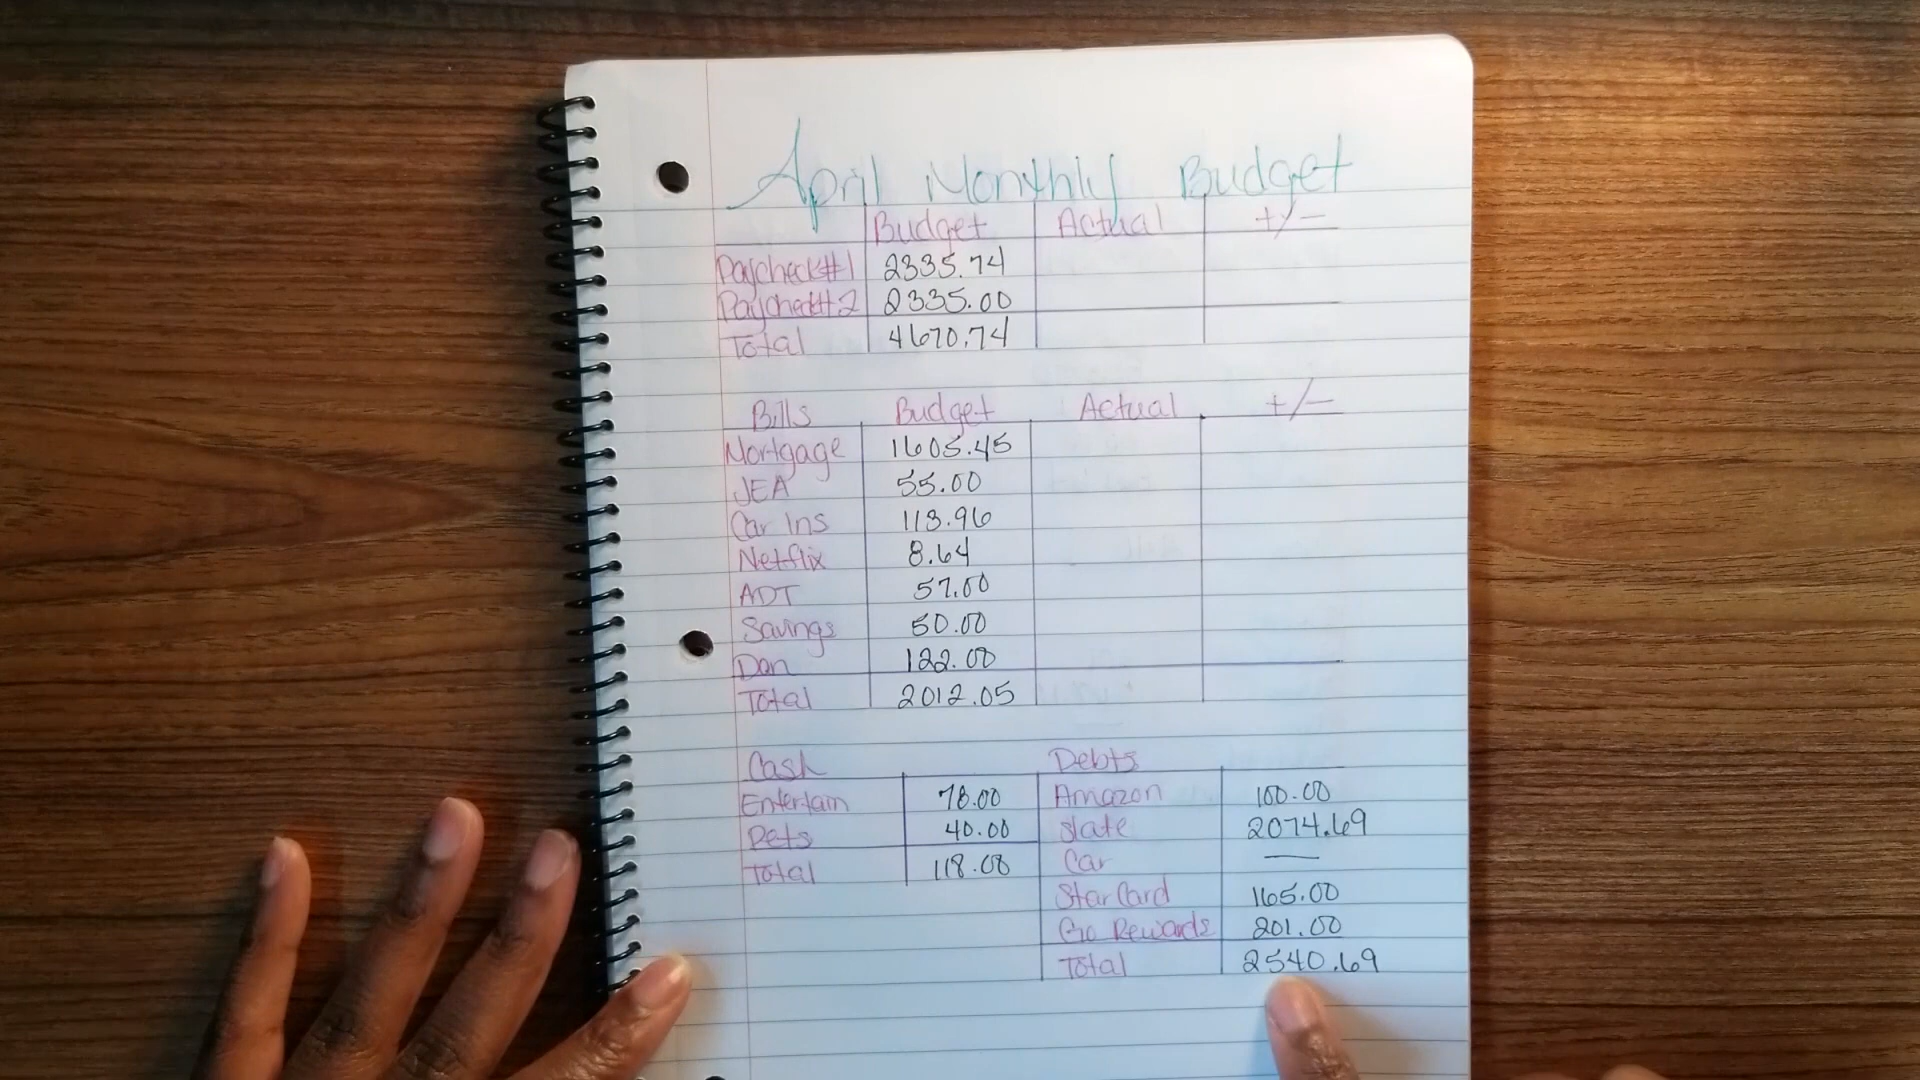 April Monthly Budget
Budget Actual +/-
Paycheck#1 2335.74
Paycheck#2 2335.00
Total 4670.74
Bills Budget Actual +/-
Mortgage 1605.45
JEA 55.00
Car Ins 113.96
Netflix 8.64
ADT 57.00
Savings 50.00
Dan 122.00
Total 2012.05
Cash Debts
Entertain 78.00 Amazon 100.00
Pets 40.00 Slate 2074.69
Total 118.00 Car —
Star Card 165.00
Go Rewards 201.00
Total 2540.69